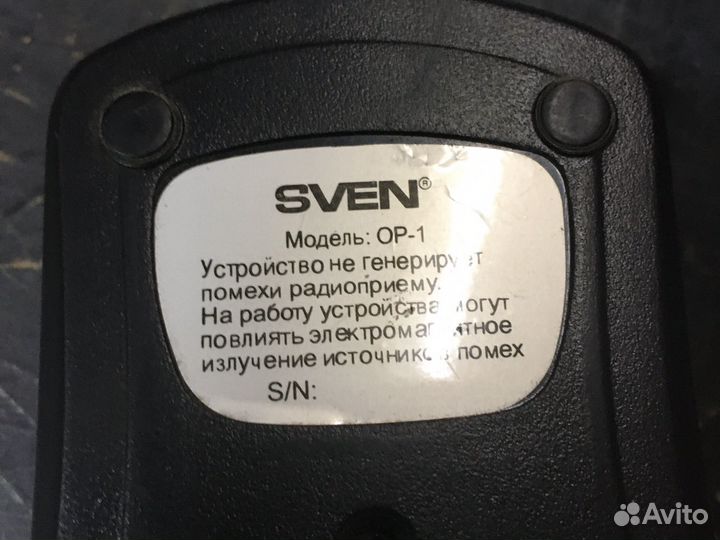 SVEN®
Модель: OP-1
Устройство не генерирует
помехи радиоприему.
На работу устройства могут
повлиять электромагнитное
излучение источников помех
S/N:
Avito